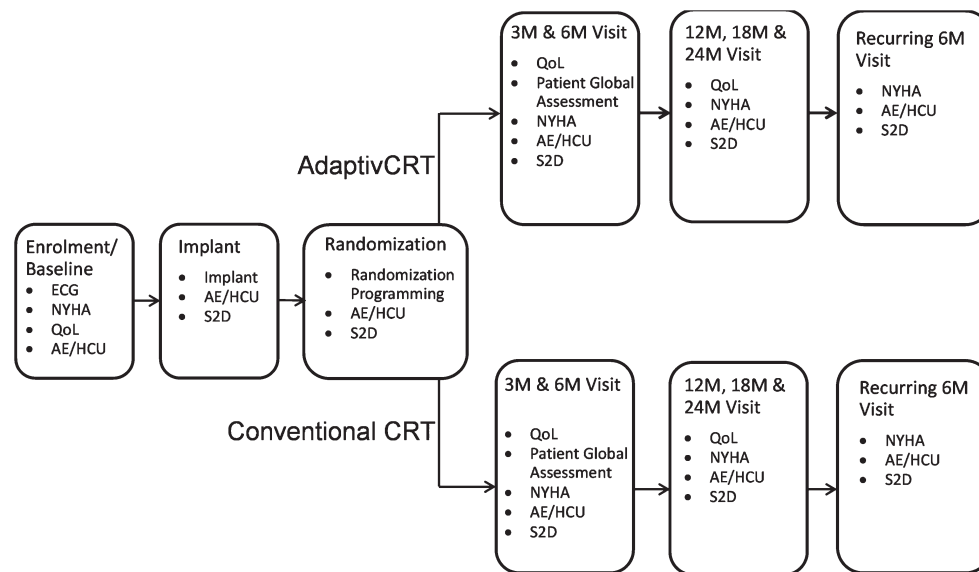 Enrolment/
Baseline
• ECG
• NYHA
• QoL
• AE/HCU
Implant
• Implant
• AE/HCU
• S2D
Randomization
• Randomization
Programming
• AE/HCU
• S2D
AdaptivCRT
3M & 6M Visit
• QoL
• Patient Global
Assessment
• NYHA
• AE/HCU
• S2D
12M, 18M &
24M Visit
• QoL
• NYHA
• AE/HCU
• S2D
Recurring 6M
Visit
• NYHA
• AE/HCU
• S2D
Conventional CRT
3M & 6M Visit
• QoL
• Patient Global
Assessment
• NYHA
• AE/HCU
• S2D
12M, 18M &
24M Visit
• QoL
• NYHA
• AE/HCU
• S2D
Recurring 6M
Visit
• NYHA
• AE/HCU
• S2D